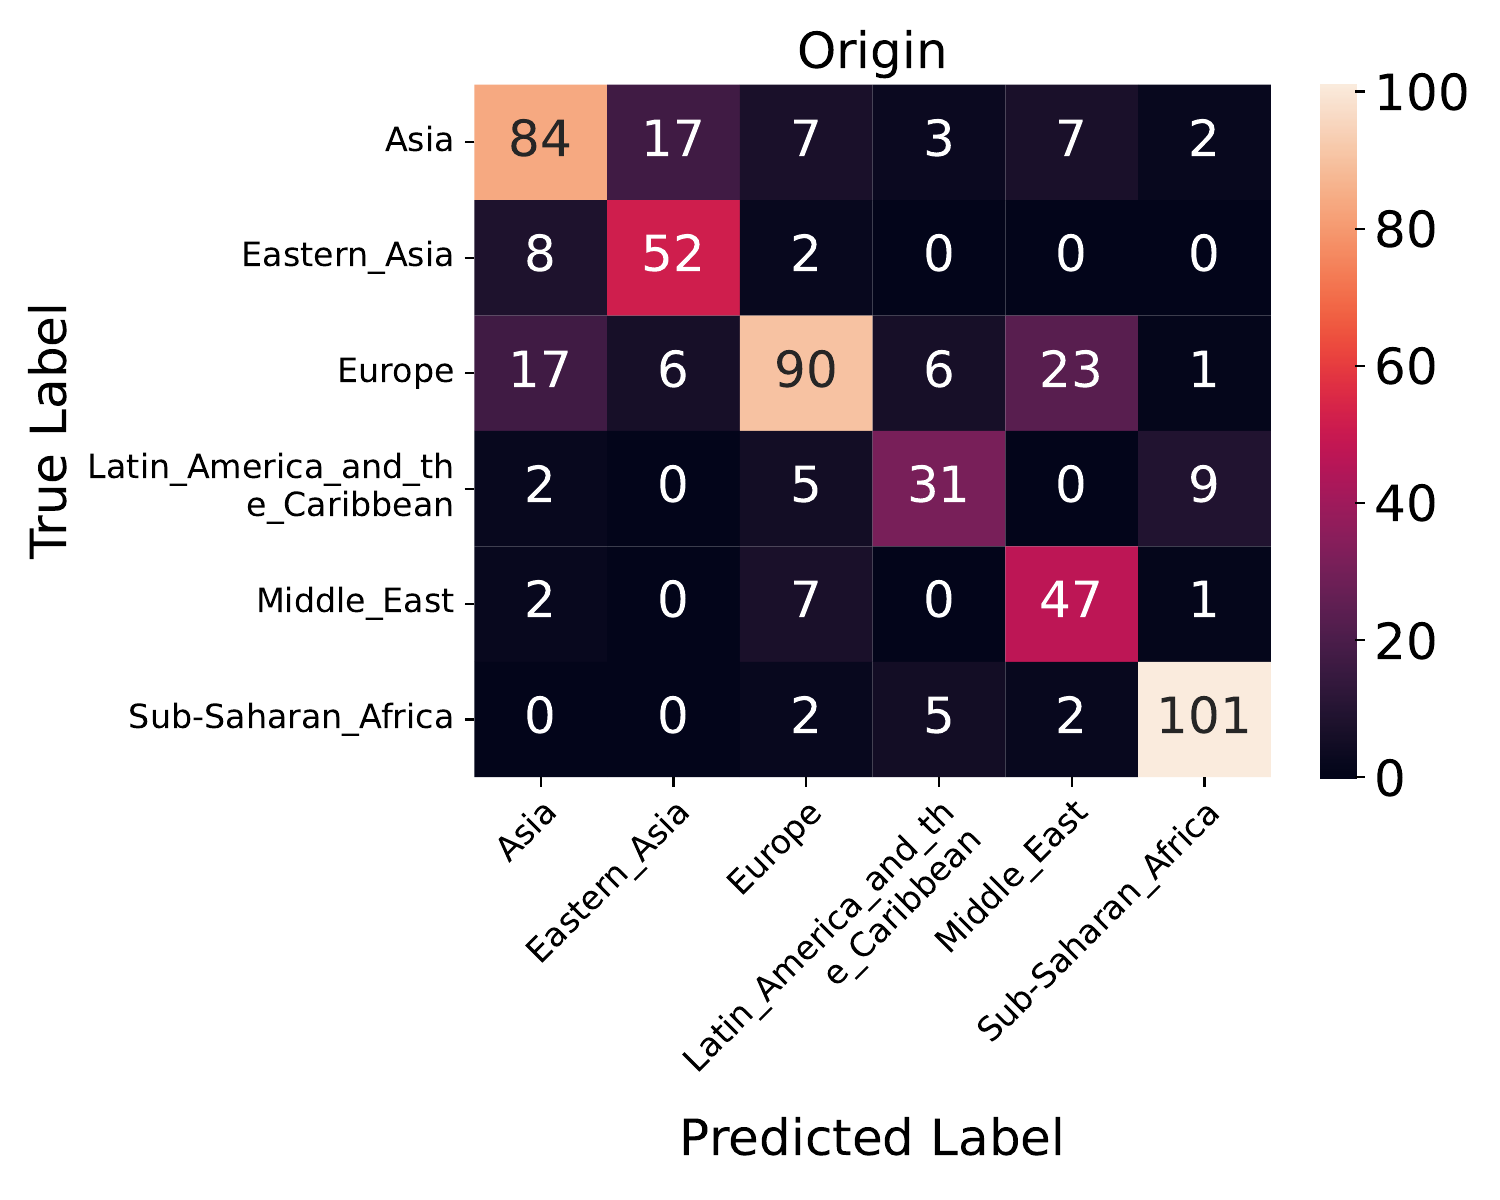 Origin
Asia 84 17 7 3 7 2
Eastern_Asia 8 52 2 0 0 0
Europe 17 6 90 6 23 1
Latin_America_and_th
e_Caribbean 2 0 5 31 0 9
Middle_East 2 0 7 0 47 1
Sub-Saharan_Africa 0 0 2 5 2 101
True Label
Asia
Eastern_Asia
Europe
Latin_America_and_th
e_Caribbean
Middle_East
Sub-Saharan_Africa
Predicted Label
100
80
60
40
20
0